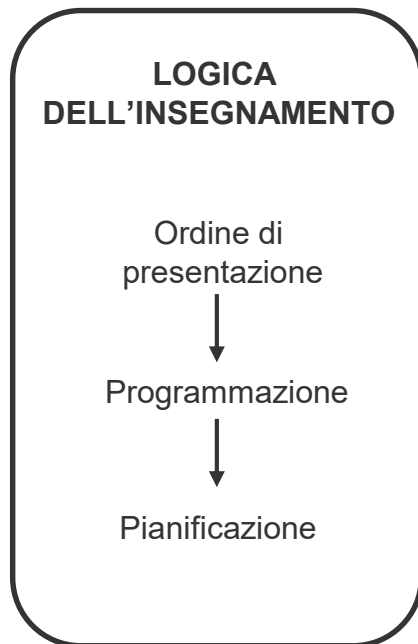 LOGICA
DELL’INSEGNAMENTO
Ordine di
presentazione
Programmazione
Pianificazione